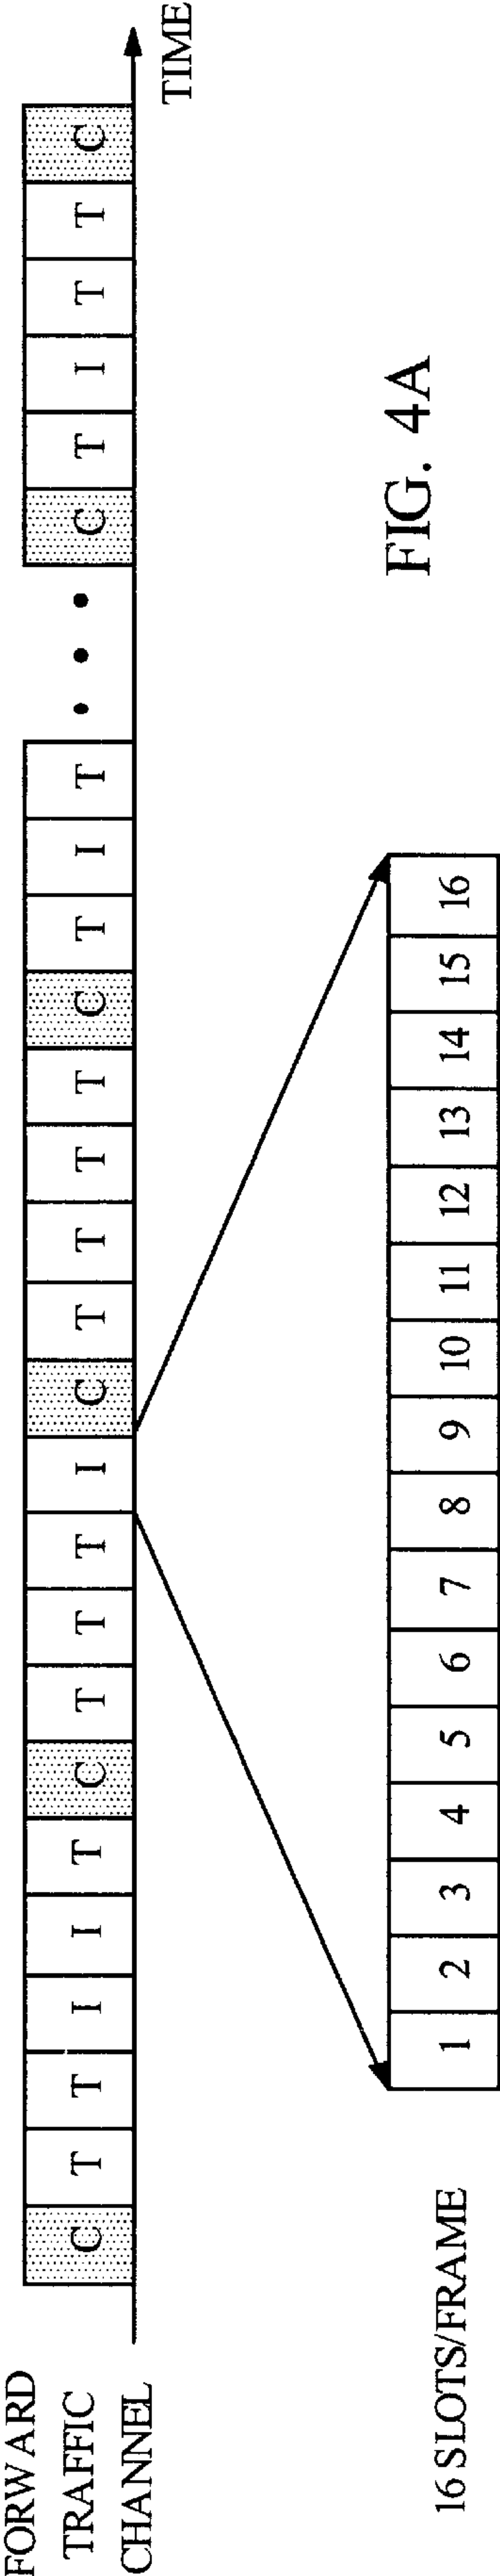 FORWARD
TRAFFIC
CHANNEL
C T T I I T C T T T I C T T T T C T I T • • • C T I T T C
TIME
16 SLOTS/FRAME
1 2 3 4 5 6 7 8 9 10 11 12 13 14 15 16
FIG. 4A